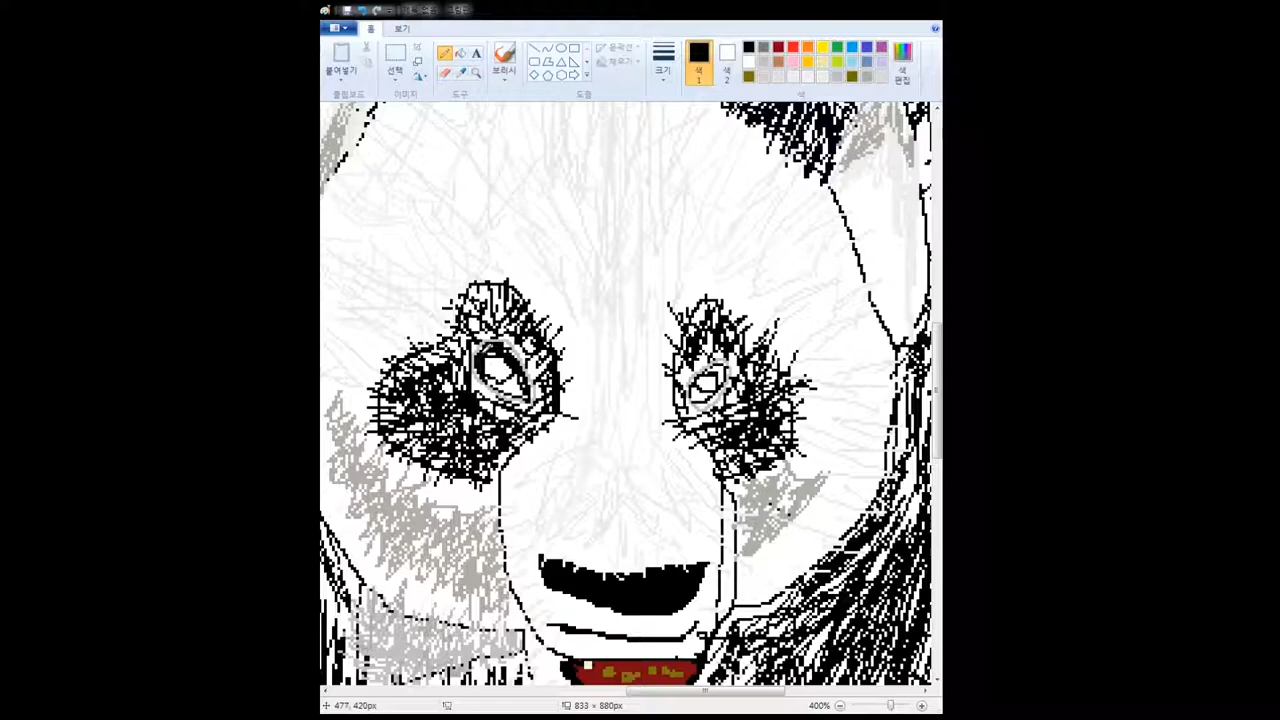 홈
보기
붙여넣기
선택
A
브러시
윤곽선
채우기
크기
색
1
색
2
색
편집
클립보드
이미지
도구
도형
색
477, 420px
833 × 880px
400%